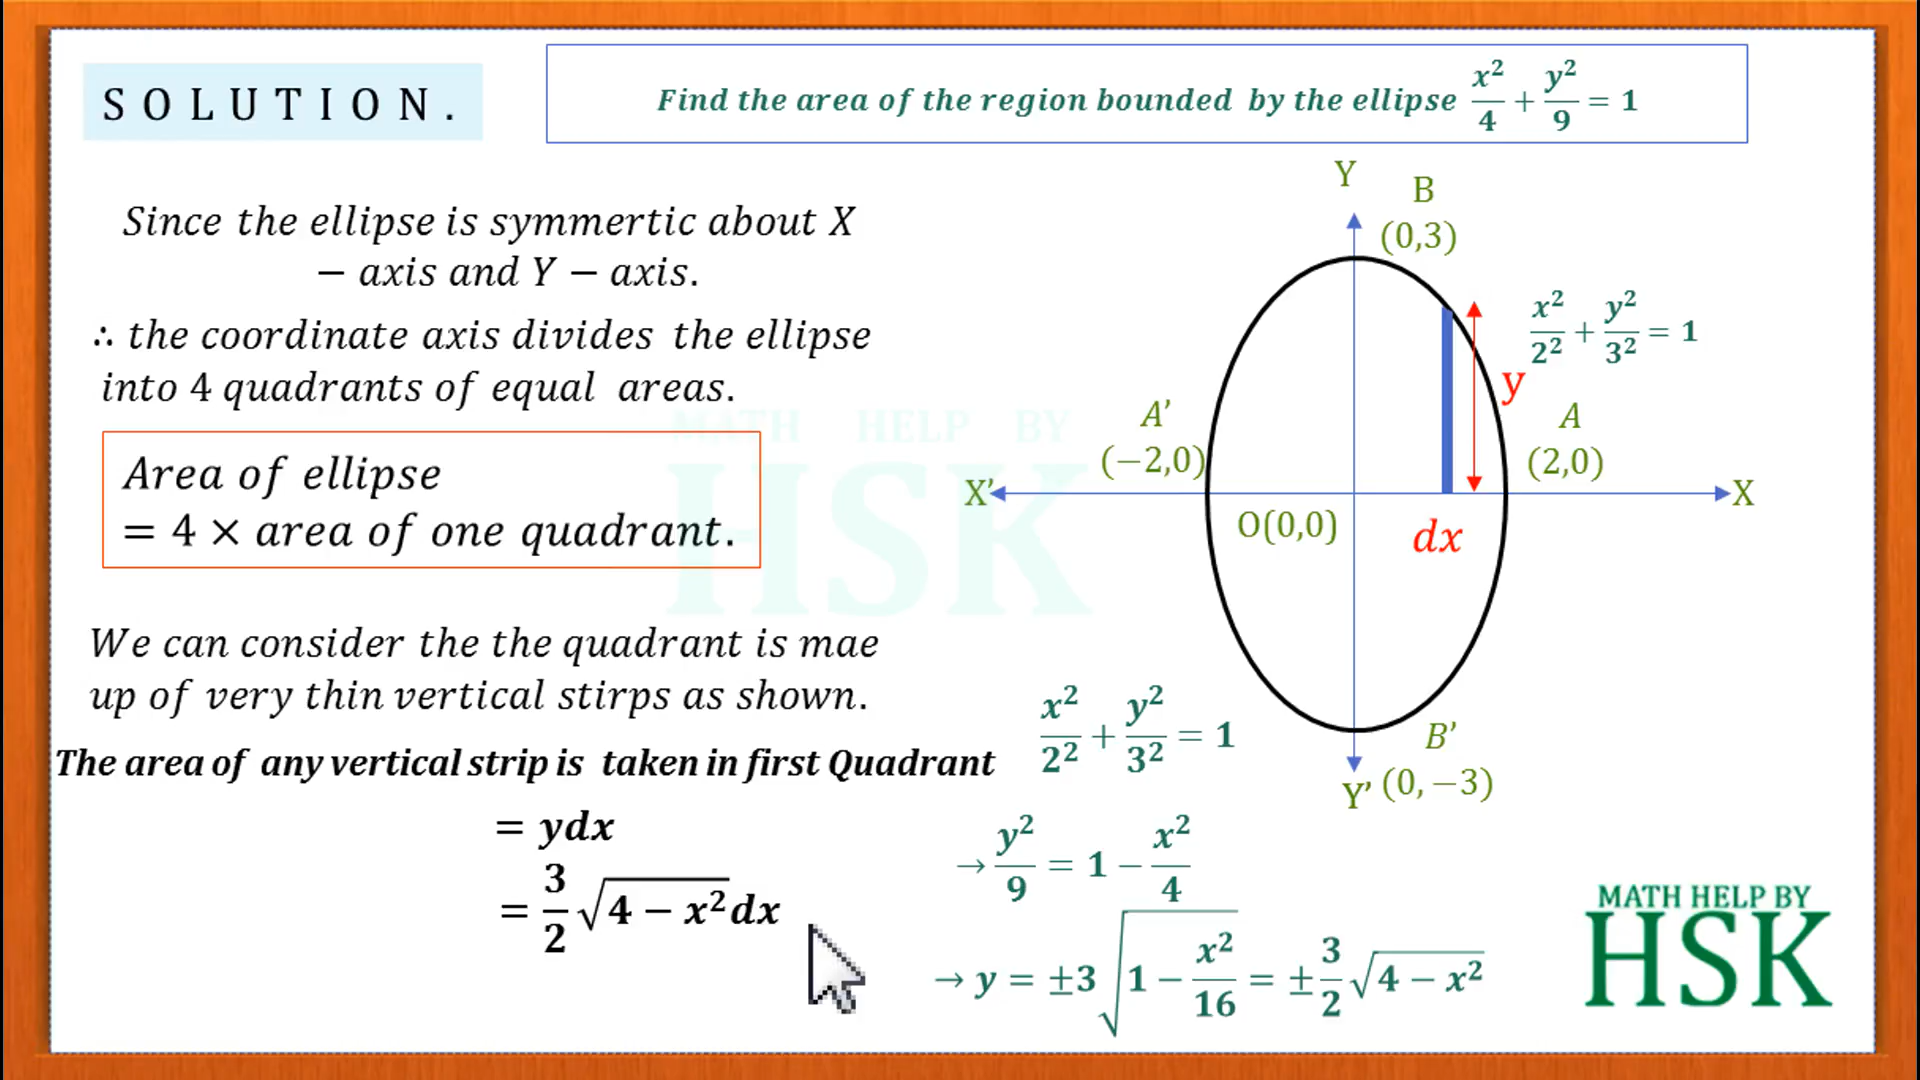 SOLUTION.
Find the area of the region bounded by the ellipse x²/4 + y²/9 = 1
Since the ellipse is symmertic about X
− axis and Y − axis.
∴ the coordinate axis divides the ellipse
into 4 quadrants of equal areas.
Area of ellipse
= 4 × area of one quadrant.
We can consider the the quadrant is mae
up of very thin vertical stirps as shown.
The area of any vertical strip is taken in first Quadrant
= ydx
= 3/2 √(4 − x²) dx
Y
B
(0,3)
x²/2² + y²/3² = 1
y
A'
(−2,0)
A
(2,0)
X'
X
O(0,0)
dx
B'
(0, −3)
Y'
x²/2² + y²/3² = 1
→ y²/9 = 1 − x²/4
→ y = ±3 √(1 − x²/16) = ± 3/2 √(4 − x²)
MATH HELP BY
HSK
MATH HELP BY
HSK